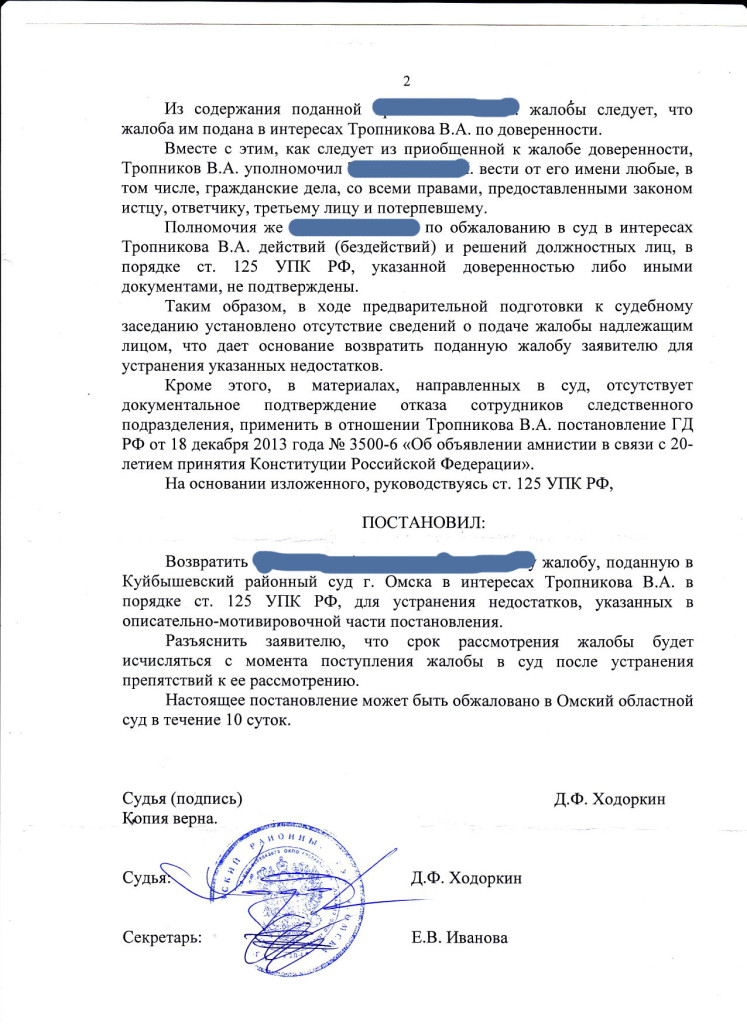 2
Из содержания поданной жалобы следует, что
жалоба им подана в интересах Тропникова В.А. по доверенности.
Вместе с этим, как следует из приобщенной к жалобе доверенности,
Тропников В.А. уполномочил . вести от его имени любые, в
том числе, гражданские дела, со всеми правами, предоставленными законом
истцу, ответчику, третьему лицу и потерпевшему.
Полномочия же по обжалованию в суд в интересах
Тропникова В.А. действий (бездействий) и решений должностных лиц, в
порядке ст. 125 УПК РФ, указанной доверенностью либо иными
документами, не подтверждены.
Таким образом, в ходе предварительной подготовки к судебному
заседанию установлено отсутствие сведений о подаче жалобы надлежащим
лицом, что дает основание возвратить поданную жалобу заявителю для
устранения указанных недостатков.
Кроме этого, в материалах, направленных в суд, отсутствует
документальное подтверждение отказа сотрудников следственного
подразделения, применить в отношении Тропникова В.А. постановление ГД
РФ от 18 декабря 2013 года № 3500-6 «Об объявлении амнистии в связи с 20-
летием принятия Конституции Российской Федерации».
На основании изложенного, руководствуясь ст. 125 УПК РФ,
ПОСТАНОВИЛ:
Возвратить жалобу, поданную в
Куйбышевский районный суд г. Омска в интересах Тропникова В.А. в
порядке ст. 125 УПК РФ, для устранения недостатков, указанных в
описательно-мотивировочной части постановления.
Разъяснить заявителю, что срок рассмотрения жалобы будет
исчисляться с момента поступления жалобы в суд после устранения
препятствий к ее рассмотрению.
Настоящее постановление может быть обжаловано в Омский областной
суд в течение 10 суток.
Судья (подпись) Д.Ф. Ходоркин
Копия верна.
Судья: Д.Ф. Ходоркин
Секретарь: Е.В. Иванова